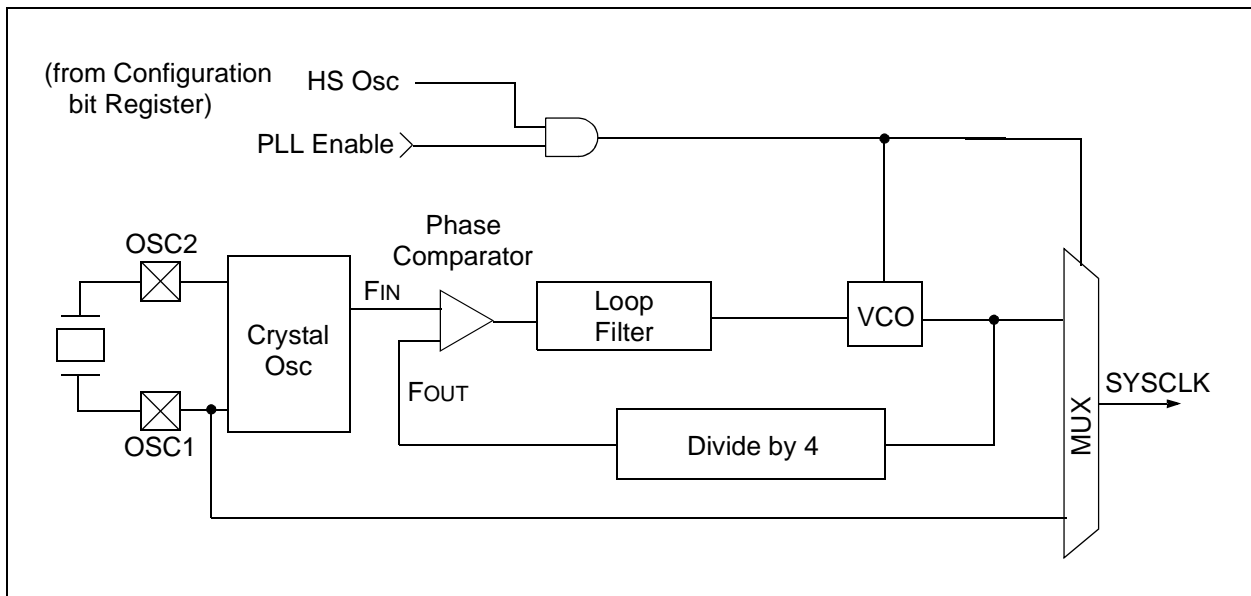 (from Configuration
bit Register)
HS Osc
PLL Enable
Phase
Comparator
OSC2
FIN
Crystal
Osc
Loop
Filter
VCO
FOUT
OSC1
Divide by 4
MUX
SYSCLK